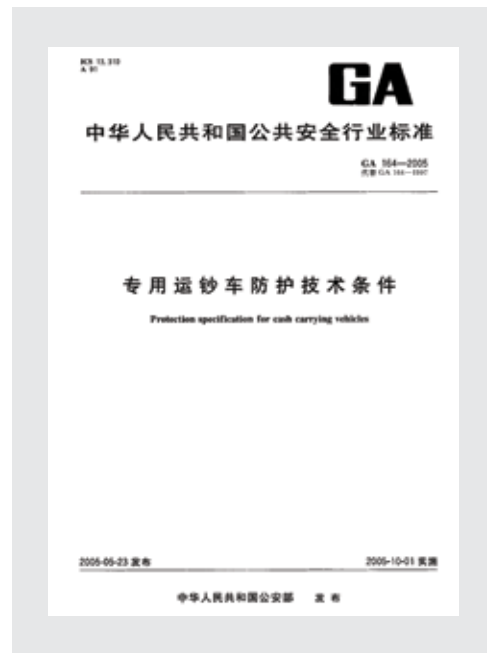 ICS 13.310
A 91
GA
中华人民共和国公共安全行业标准
GA 164—2005
代替 GA 164—1997
专用运钞车防护技术条件
Protection specification for cash carrying vehicles
2005-05-23 发布
2005-10-01 实施
中华人民共和国公安部 发布